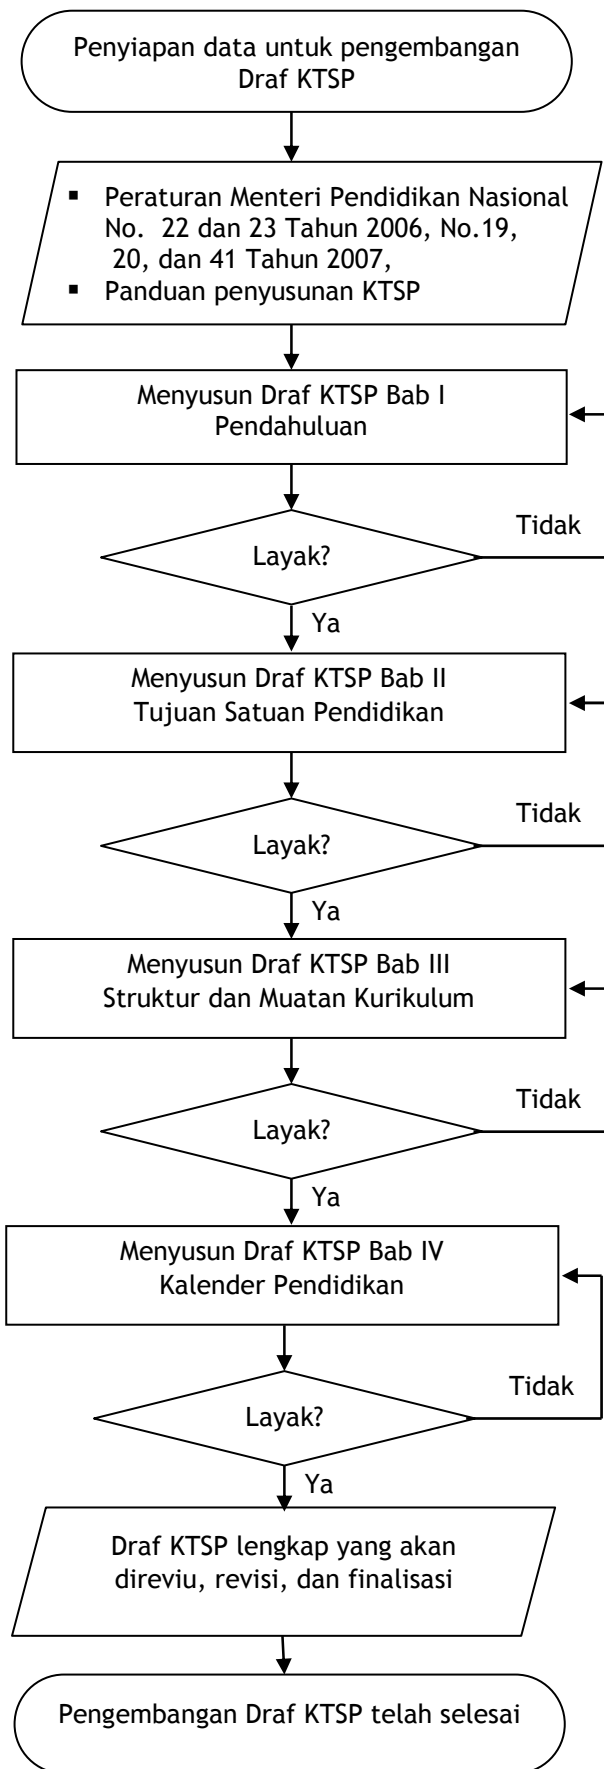 Penyiapan data untuk pengembangan
Draf KTSP
▪ Peraturan Menteri Pendidikan Nasional
No. 22 dan 23 Tahun 2006, No.19,
20, dan 41 Tahun 2007,
▪ Panduan penyusunan KTSP
Menyusun Draf KTSP Bab I
Pendahuluan
Layak?
Tidak
Ya
Menyusun Draf KTSP Bab II
Tujuan Satuan Pendidikan
Layak?
Tidak
Ya
Menyusun Draf KTSP Bab III
Struktur dan Muatan Kurikulum
Layak?
Tidak
Ya
Menyusun Draf KTSP Bab IV
Kalender Pendidikan
Layak?
Tidak
Ya
Draf KTSP lengkap yang akan
direviu, revisi, dan finalisasi
Pengembangan Draf KTSP telah selesai